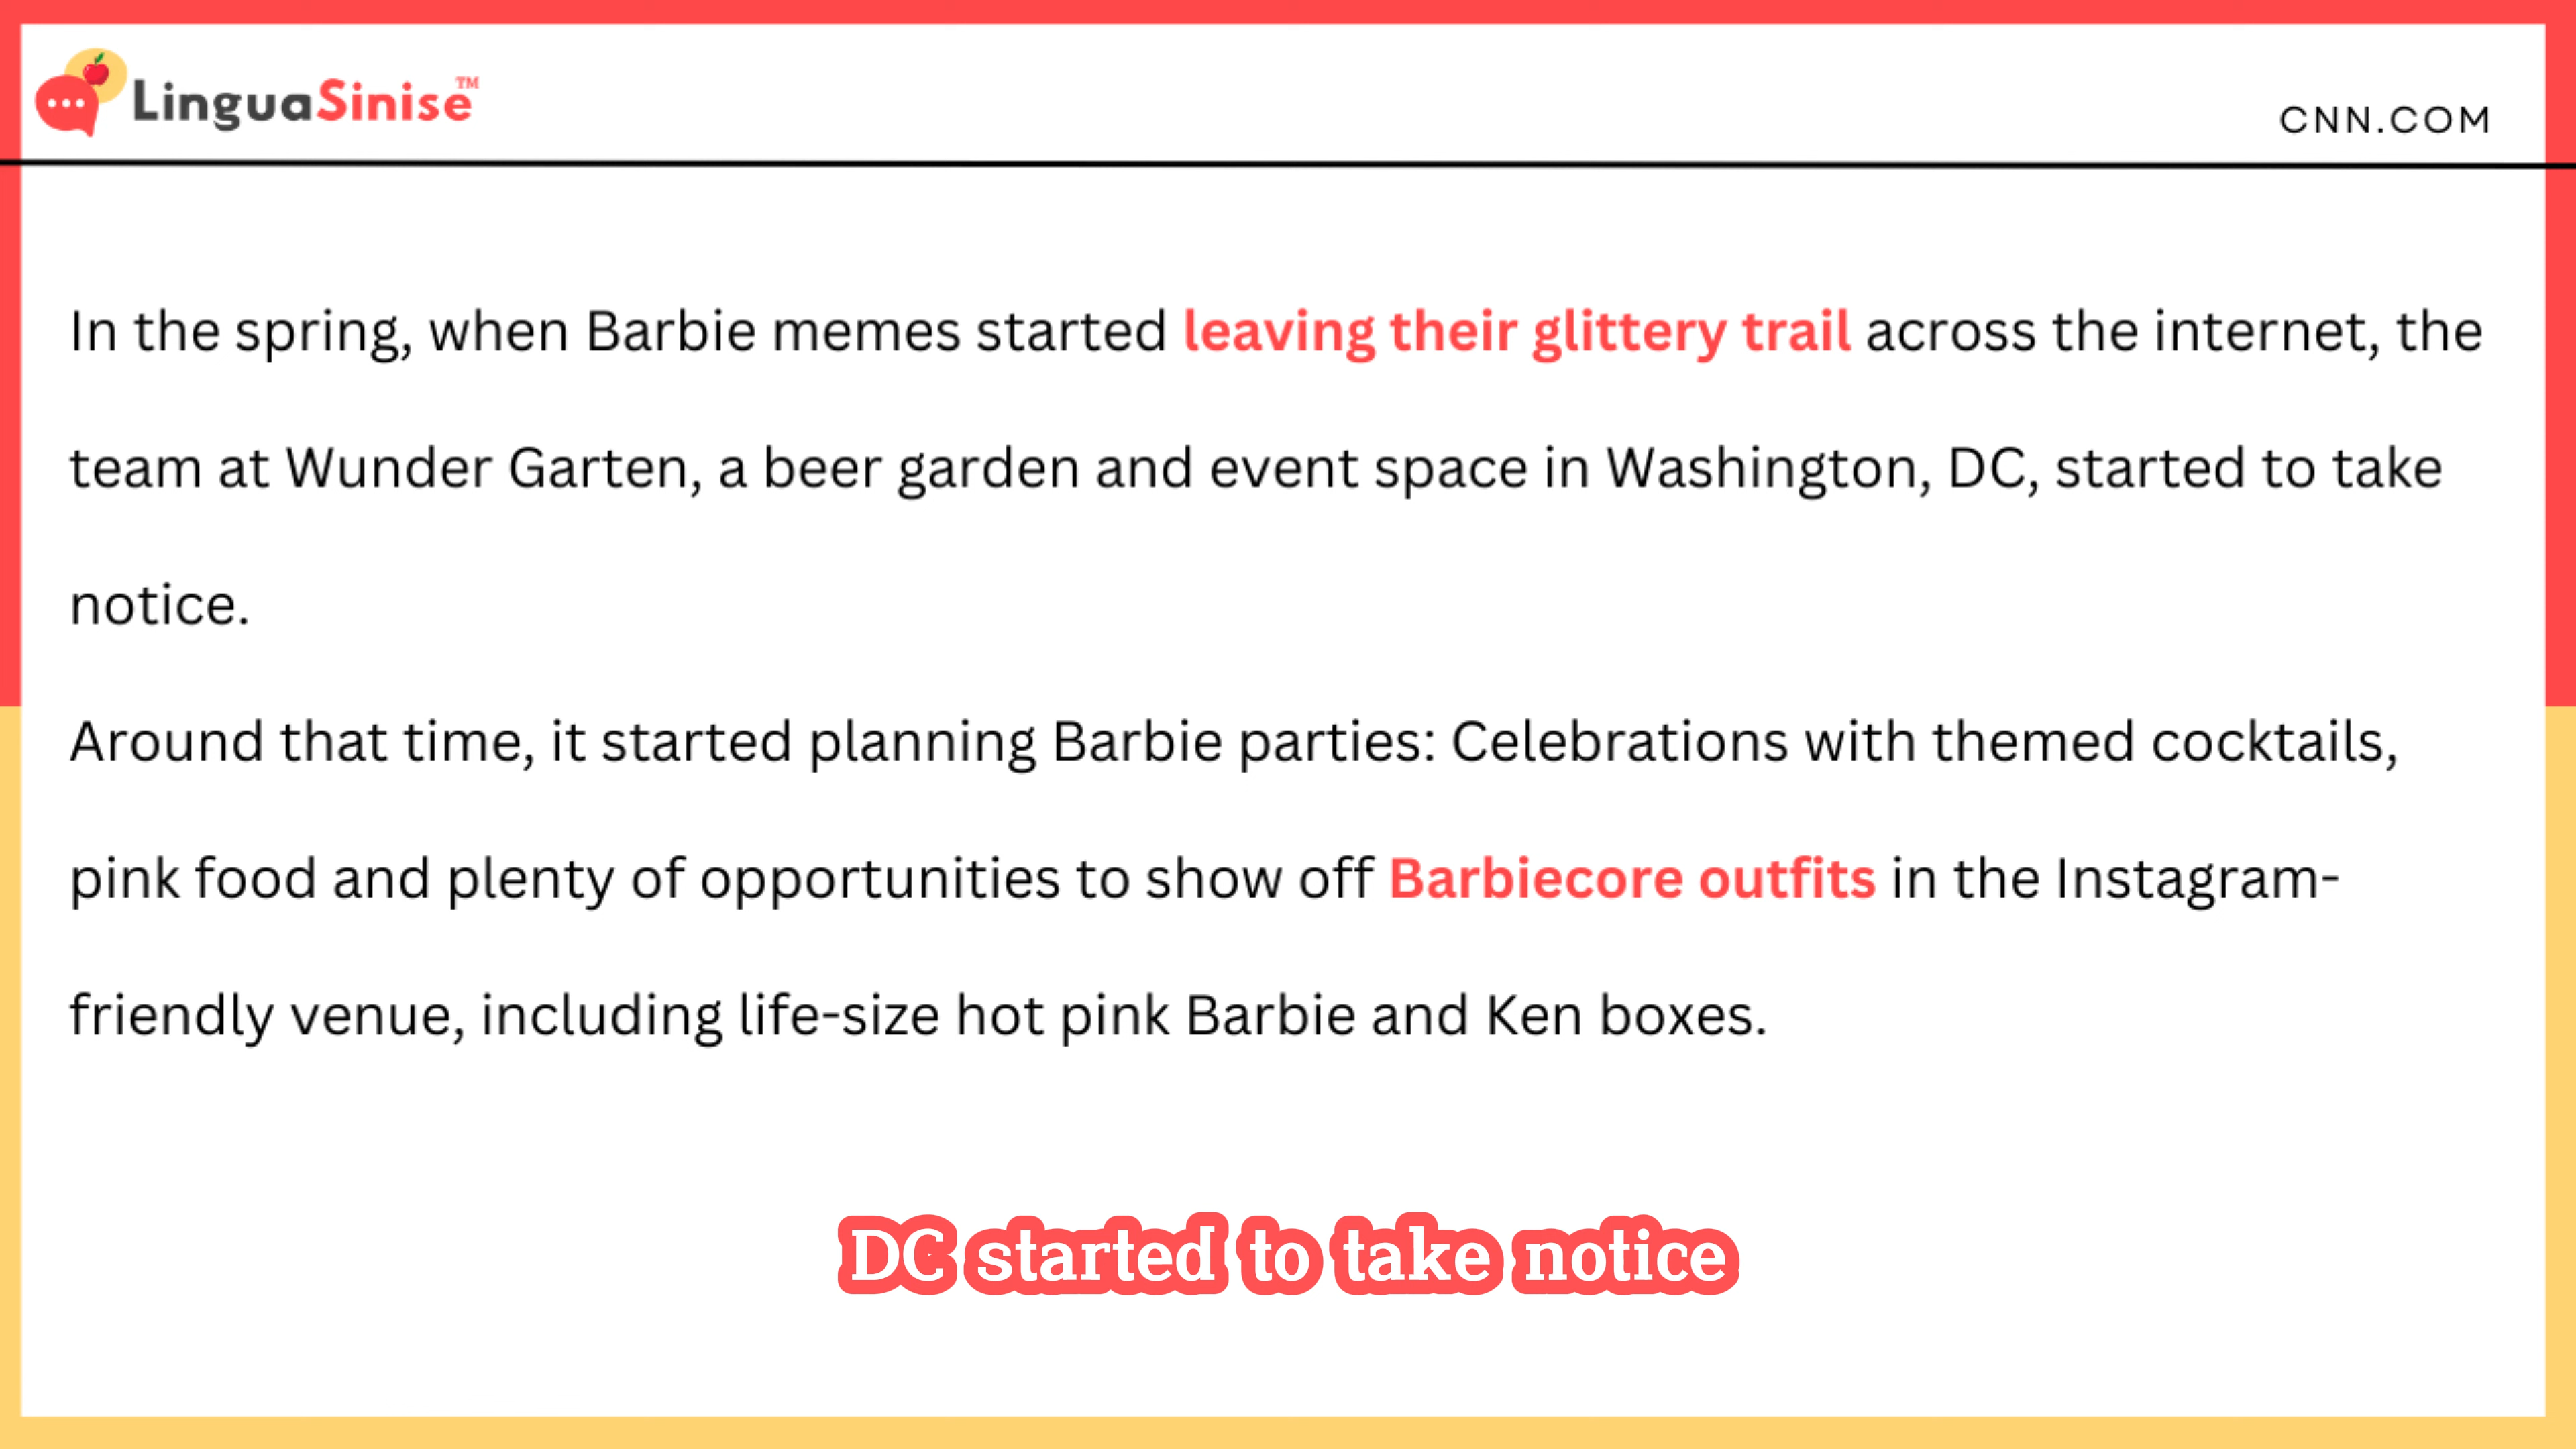 LinguaSinise™
CNN.COM
In the spring, when Barbie memes started leaving their glittery trail across the internet, the
team at Wunder Garten, a beer garden and event space in Washington, DC, started to take
notice.
Around that time, it started planning Barbie parties: Celebrations with themed cocktails,
pink food and plenty of opportunities to show off Barbiecore outfits in the Instagram-
friendly venue, including life-size hot pink Barbie and Ken boxes.
DC started to take notice